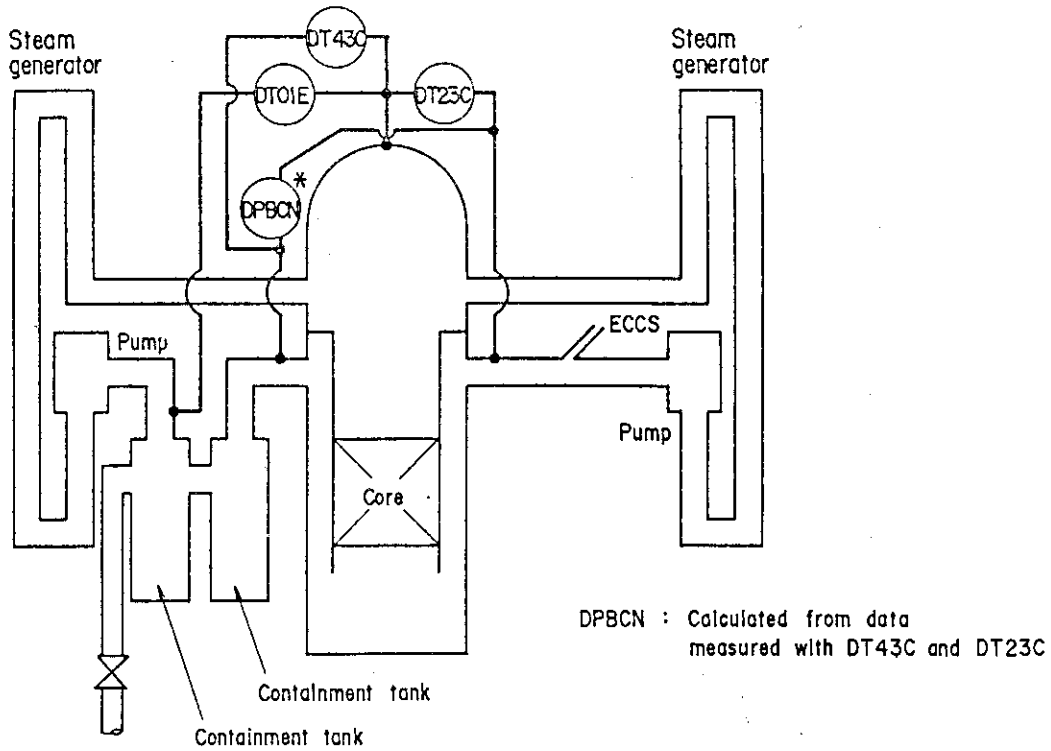 DT43C
Steam
generator
Steam
generator
DT01E
DT23C
*
DPBCN
ECCS
Pump
Pump
Core
DPBCN : Calculated from data
measured with DT43C and DT23C
Containment tank
Containment tank